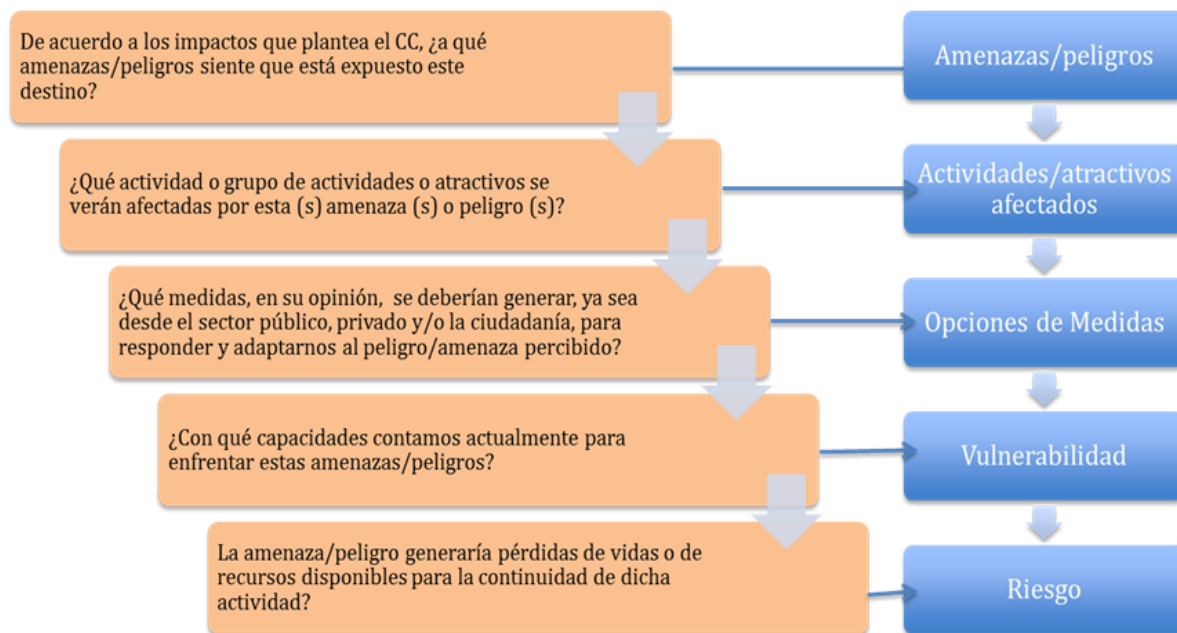 De acuerdo a los impactos que plantea el CC, ¿a qué
amenazas/peligros siente que está expuesto este
destino?
Amenazas/peligros
¿Qué actividad o grupo de actividades o atractivos se
verán afectadas por esta (s) amenaza (s) o peligro (s)?
Actividades/atractivos
afectados
¿Qué medidas, en su opinión,  se deberían generar, ya sea
desde el sector público, privado y/o la ciudadanía, para
responder y adaptarnos al peligro/amenaza percibido?
Opciones de Medidas
¿Con qué capacidades contamos actualmente para
enfrentar estas amenazas/peligros?
Vulnerabilidad
La amenaza/peligro generaría pérdidas de vidas o de
recursos disponibles para la continuidad de dicha
actividad?
Riesgo